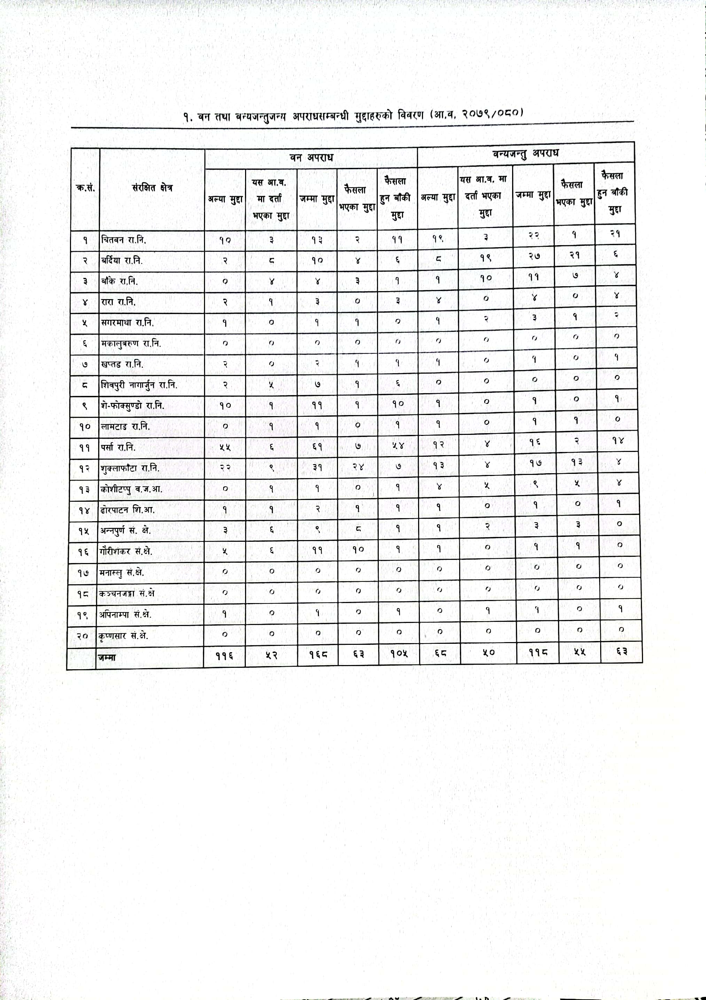 १. वन तथा वन्यजन्तुजन्य अपराधसम्बन्धी मुद्दाहरुको विवरण (आ.व. २०७९/०८०)
क्र.सं. संरक्षित क्षेत्र वन अपराध वन्यजन्तु अपराध
अल्या मुद्दा यस आ.व. मा दर्ता भएका मुद्दा जम्मा मुद्दा फैसला भएका मुद्दा फैसला हुन बाँकी मुद्दा अल्या मुद्दा यस आ.व. मा दर्ता भएका मुद्दा जम्मा मुद्दा फैसला भएका मुद्दा फैसला हुन बाँकी मुद्दा
१ चितवन रा.नि. १० ३ १३ २ ११ १९ ३ २२ १ २१
२ बर्दिया रा.नि. २ ८ १० ४ ६ ८ १९ २७ २१ ६
३ बाँके रा.नि. ० ४ ४ ३ १ १ १० ११ ७ ४
४ रारा रा.नि. २ १ ३ ० ३ ४ ० ४ ० ४
५ सगरमाथा रा.नि. १ ० १ १ ० १ २ ३ १ २
६ मकालुबरुण रा.नि. ० ० ० ० ० ० ० ० ० ०
७ खप्तड रा.नि. २ ० २ १ १ १ ० १ ० १
८ शिवपुरी नागार्जुन रा.नि. २ ५ ७ १ ६ ० ० ० ० ०
९ शे-फोक्सुण्डो रा.नि. १० १ ११ १ १० १ ० १ ० १
१० लामटाङ रा.नि. ० १ १ ० १ १ ० १ १ ०
११ पर्सा रा.नि. ५५ ६ ६१ ७ ५४ १२ ४ १६ २ १४
१२ शुक्लाफाँटा रा.नि. २२ ९ ३१ २४ ७ १३ ४ १७ १३ ४
१३ कोशीटप्पु व.ज.आ. ० १ १ ० १ ४ ५ ९ ५ ४
१४ ढोरपाटन शि.आ. १ १ २ १ १ १ ० १ ० १
१५ अन्नपुर्ण सं. क्षे. ३ ६ ९ ८ १ १ २ ३ ३ ०
१६ गौरीशंकर सं.क्षे. ५ ६ ११ १० १ १ ० १ १ ०
१७ मनास्लु सं.क्षे. ० ० ० ० ० ० ० ० ० ०
१८ कञ्चनजङ्गा सं.क्षे ० ० ० ० ० ० ० ० ० ०
१९ अपिनाम्पा सं.क्षे. १ ० १ ० १ ० १ १ ० १
२० कृष्णसार सं.क्षे. ० ० ० ० ० ० ० ० ० ०
जम्मा ११६ ५२ १६८ ६३ १०५ ६८ ५० ११८ ५५ ६३